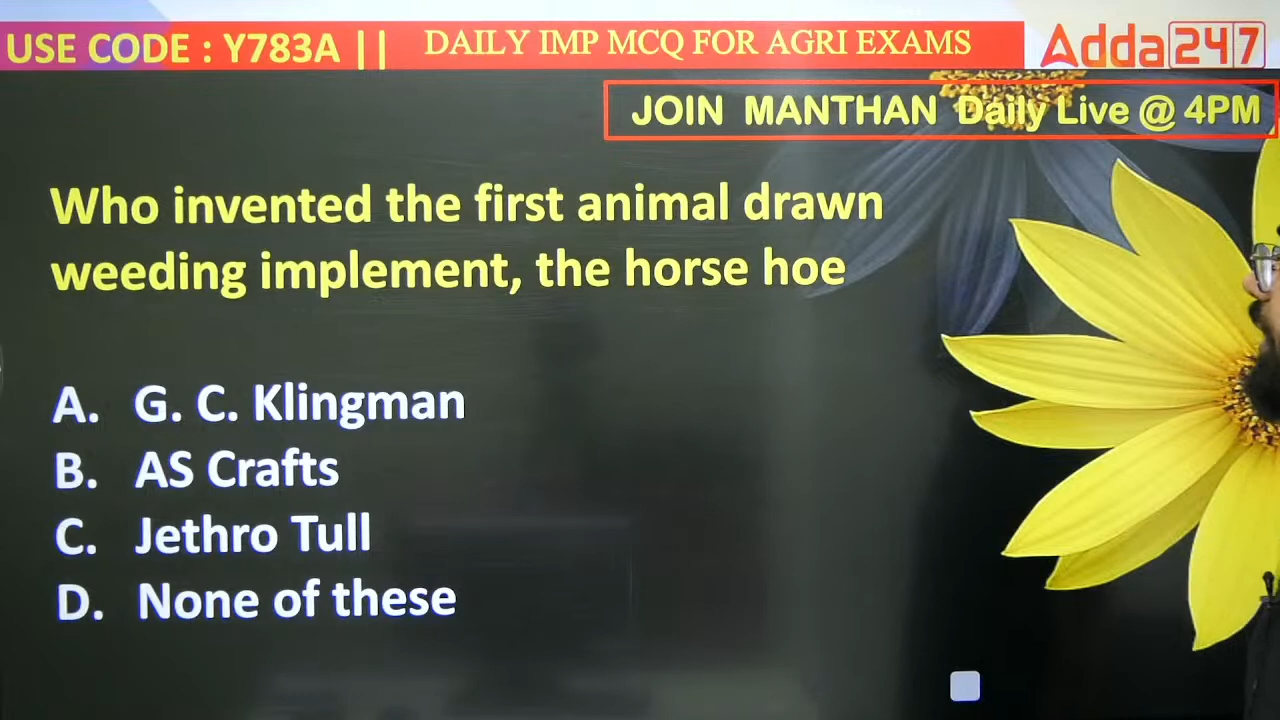 USE CODE : Y783A || DAILY IMP MCQ FOR AGRI EXAMS Adda247
JOIN MANTHAN Daily Live @ 4PM
Who invented the first animal drawn
weeding implement, the horse hoe
A. G. C. Klingman
B. AS Crafts
C. Jethro Tull
D. None of these